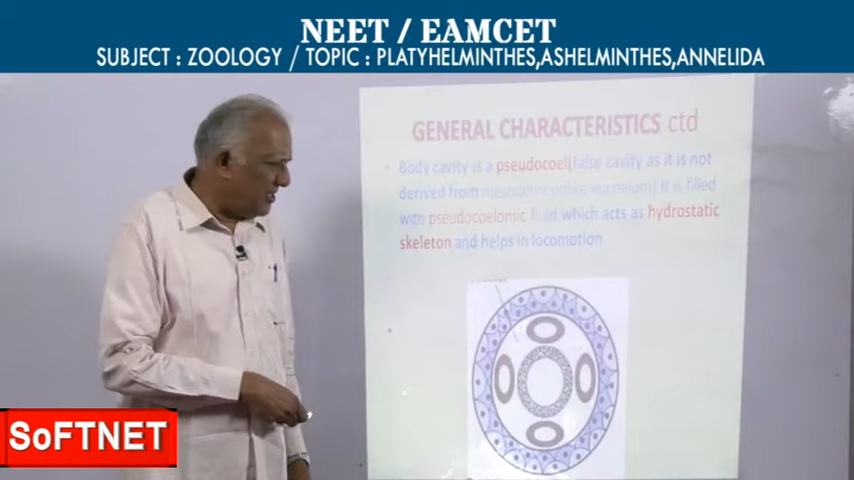 NEET / EAMCET
SUBJECT : ZOOLOGY / TOPIC : PLATYHELMINTHES,ASHELMINTHES,ANNELIDA
GENERAL CHARACTERISTICS ctd
• Body cavity is a pseudocoel(false cavity as it is not
derived from mesoderm unlike eucoelom) It is filled
with pseudocoelomic fluid which acts as hydrostatic
skeleton and helps in locomotion
SoFTNET